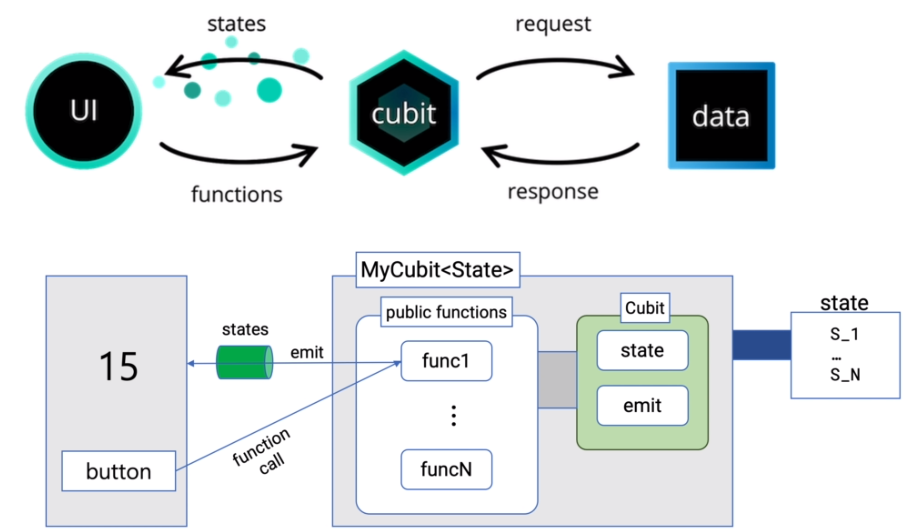 states
request
UI
cubit
data
functions
response
MyCubit<State>
public functions
Cubit
state
states
emit
15
func1
state
S_1
…
S_N
⋮
emit
function
call
button
funcN